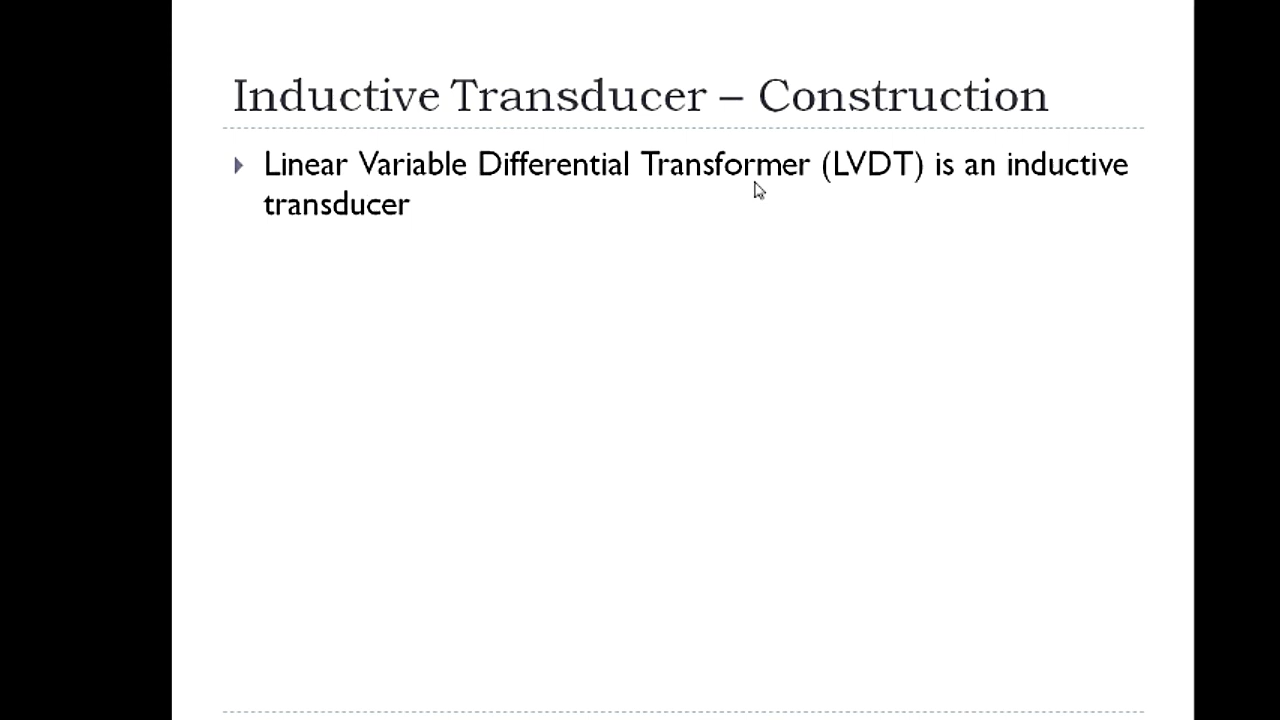 Inductive Transducer – Construction
Linear Variable Differential Transformer (LVDT) is an inductive
transducer